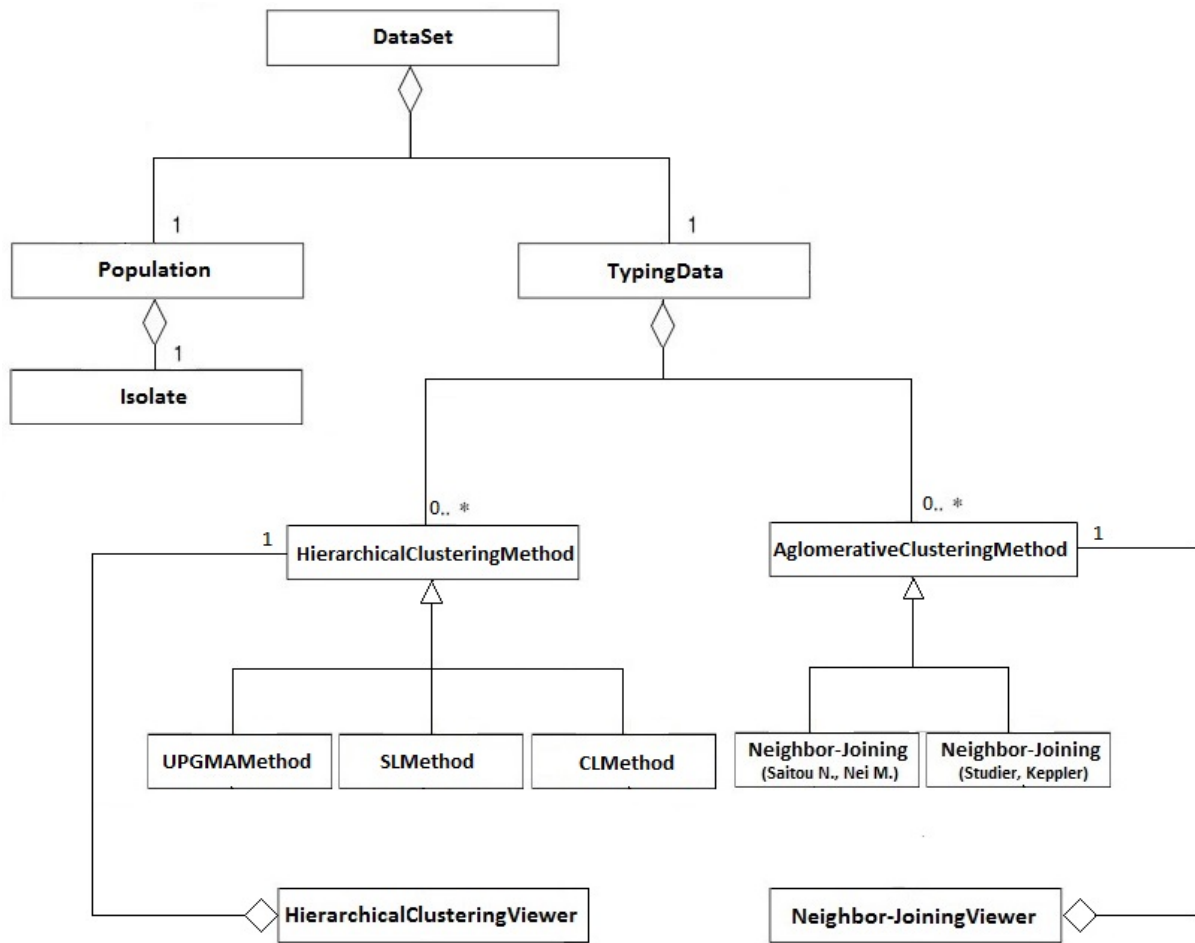 DataSet
1
1
Population
TypingData
1
Isolate
0.. *
0.. *
1
HierarchicalClusteringMethod
AglomerativeClusteringMethod
1
UPGMAMethod
SLMethod
CLMethod
Neighbor-Joining
(Saitou N., Nei M.)
Neighbor-Joining
(Studier, Keppler)
HierarchicalClusteringViewer
Neighbor-JoiningViewer